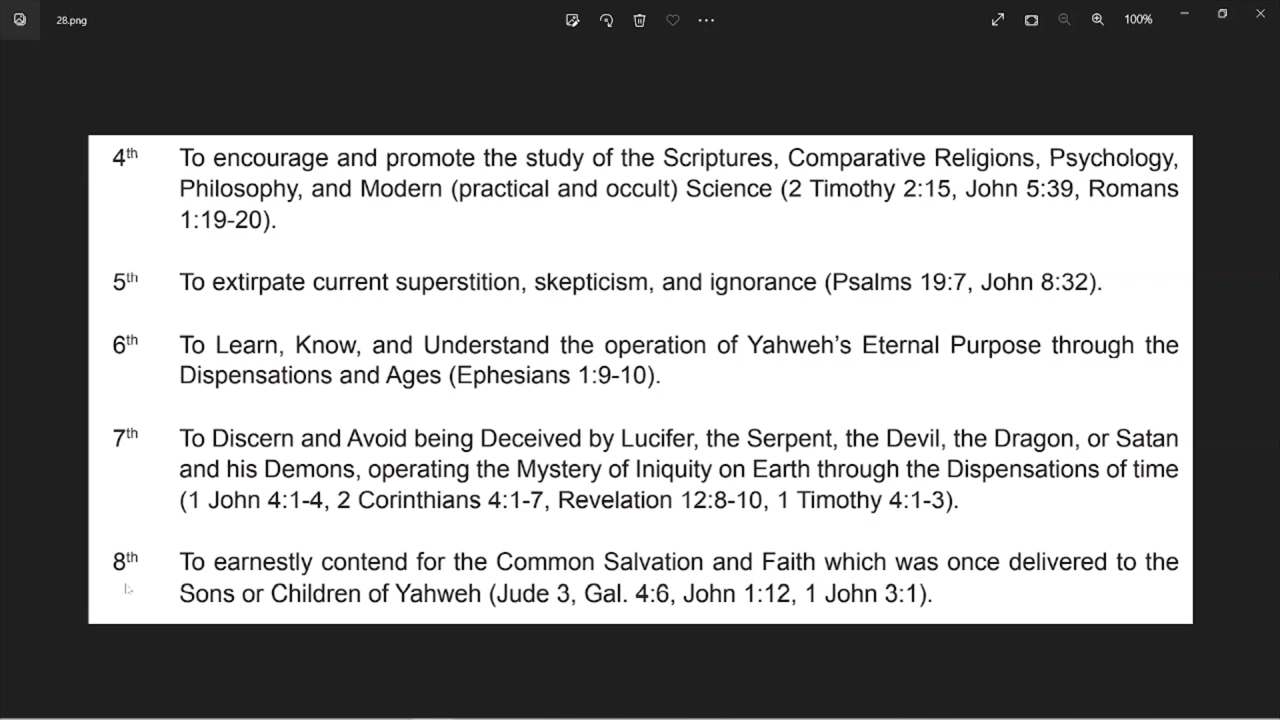 28.png
100%
4th To encourage and promote the study of the Scriptures, Comparative Religions, Psychology,
Philosophy, and Modern (practical and occult) Science (2 Timothy 2:15, John 5:39, Romans
1:19-20).
5th To extirpate current superstition, skepticism, and ignorance (Psalms 19:7, John 8:32).
6th To Learn, Know, and Understand the operation of Yahweh's Eternal Purpose through the
Dispensations and Ages (Ephesians 1:9-10).
7th To Discern and Avoid being Deceived by Lucifer, the Serpent, the Devil, the Dragon, or Satan
and his Demons, operating the Mystery of Iniquity on Earth through the Dispensations of time
(1 John 4:1-4, 2 Corinthians 4:1-7, Revelation 12:8-10, 1 Timothy 4:1-3).
8th To earnestly contend for the Common Salvation and Faith which was once delivered to the
Sons or Children of Yahweh (Jude 3, Gal. 4:6, John 1:12, 1 John 3:1).